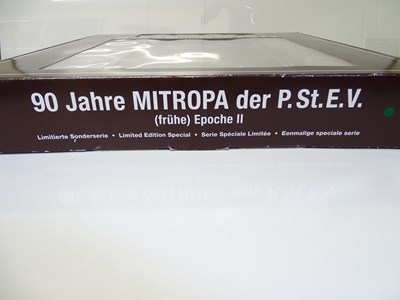 90 Jahre MITROPA der P.St.E.V.
(frühe) Epoche II
Limitierte Sonderserie • Limited Edition Special • Serie Spéciale Limitée • Eenmalige speciale serie